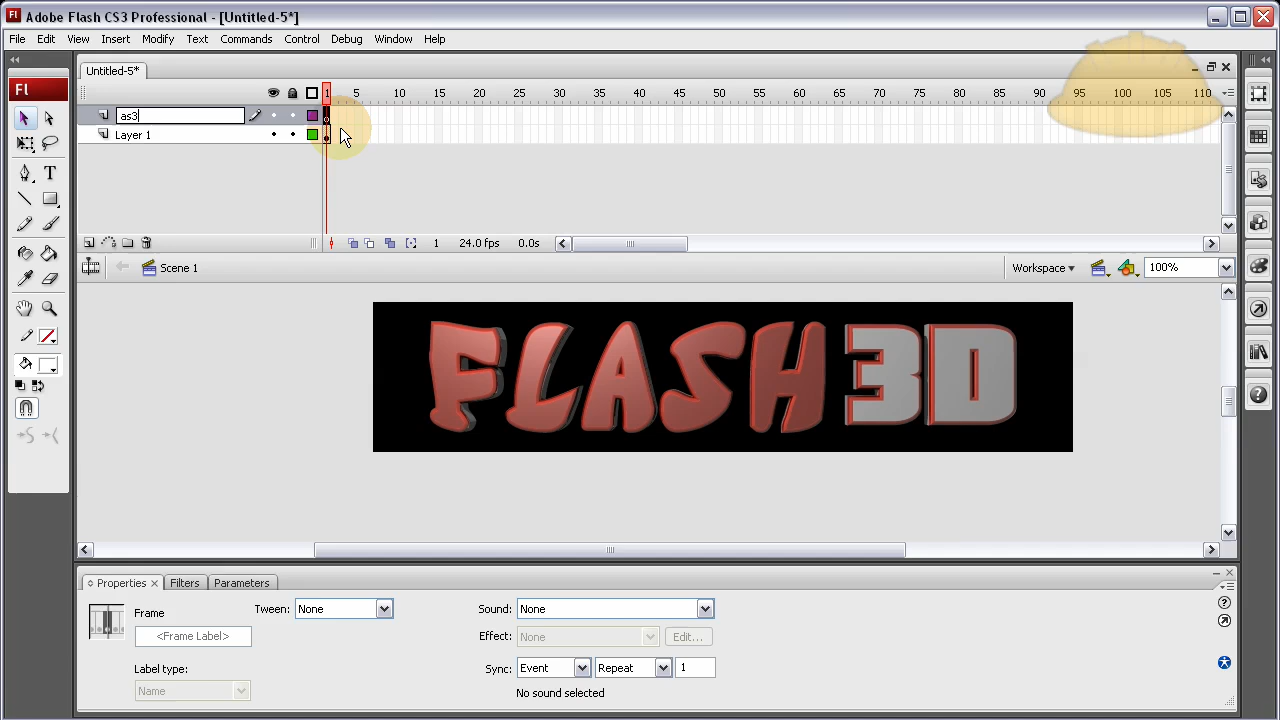 Fl Adobe Flash CS3 Professional - [Untitled-5*]
File Edit View Insert Modify Text Commands Control Debug Window Help
Untitled-5*
Fl
1 5 10 15 20 25 30 35 40 45 50 55 60 65 70 75 80 85 90 95 100 105 110
as3
Layer 1
1 24.0 fps 0.0s
Scene 1 Workspace 100%
FLASH3D
Properties Filters Parameters
Frame Tween: None Sound: None
<Frame Label> Effect: None Edit...
Label type: Sync: Event Repeat 1
Name No sound selected